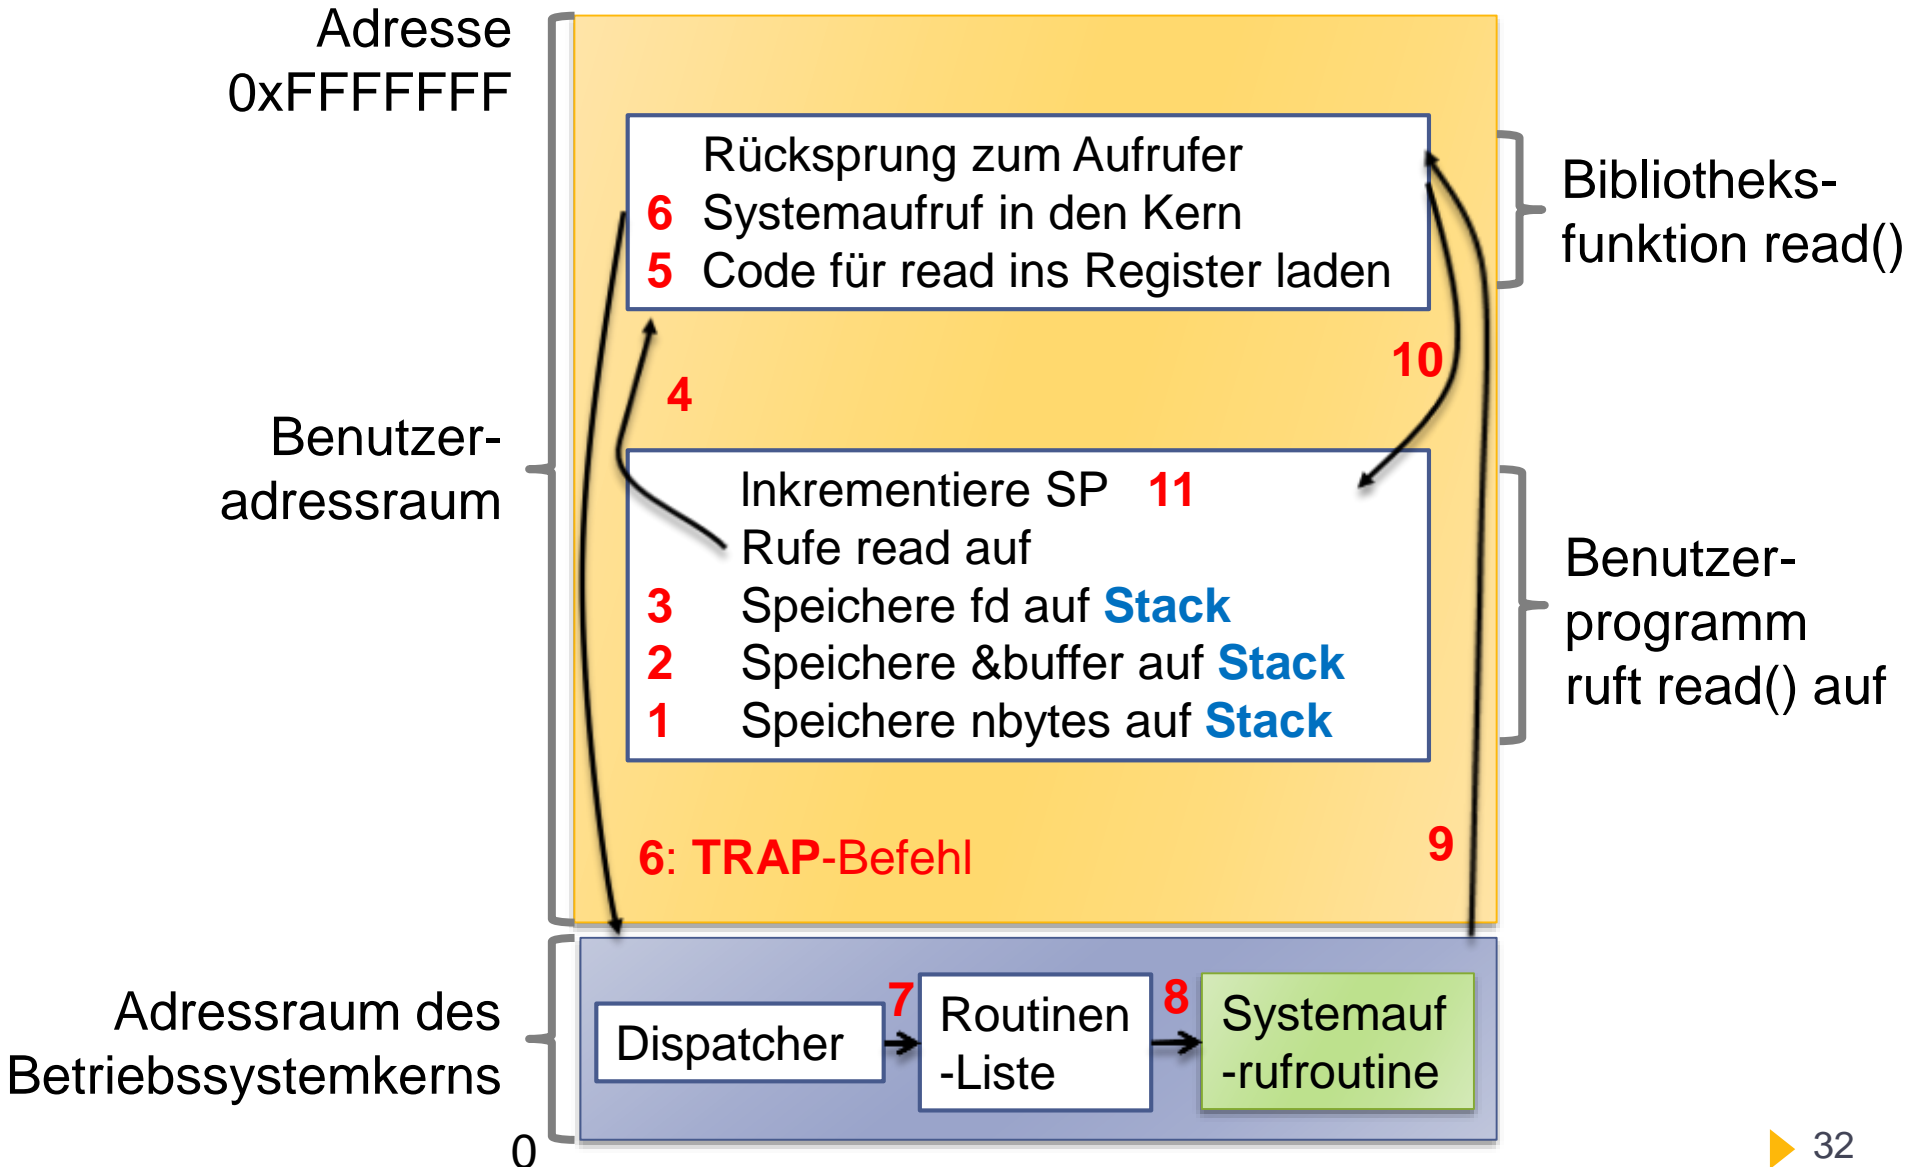 Adresse
0xFFFFFFF
Rücksprung zum Aufrufer
6 Systemaufruf in den Kern
5 Code für read ins Register laden
Bibliotheks-
funktion read()
10
4
Benutzer-
adressraum
Inkrementiere SP 11
Rufe read auf
3 Speichere fd auf Stack
2 Speichere &buffer auf Stack
1 Speichere nbytes auf Stack
Benutzer-
programm
ruft read() auf
6: TRAP-Befehl
9
Adressraum des
Betriebssystemkerns
Dispatcher
7
Routinen
-Liste
8
Systemauf
-rufroutine
0
32